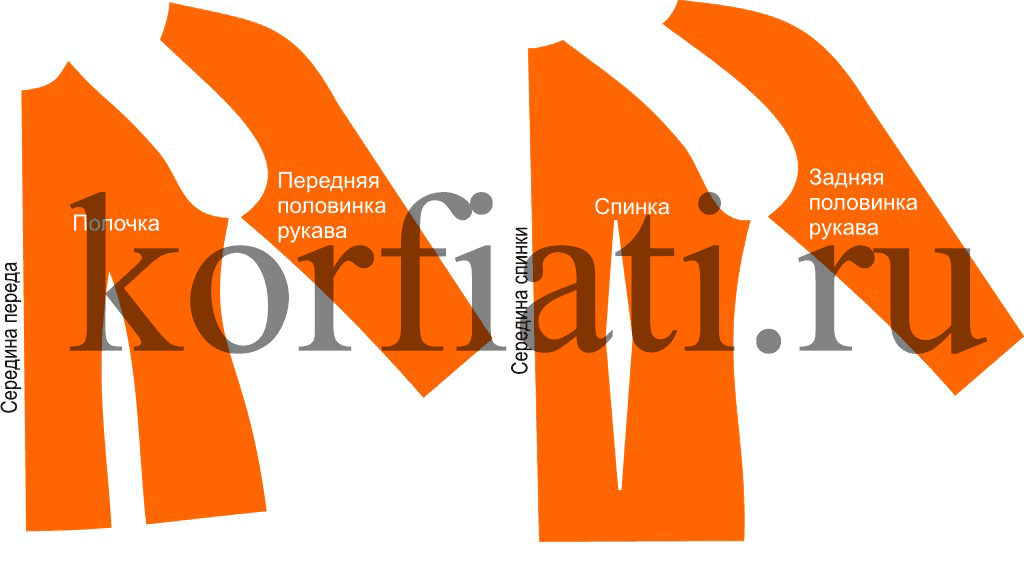 Передняя
половинка
рукава
Задняя
половинка
рукава
Полочка
Спинка
korfiati.ru
Середина переда
Середина спинки